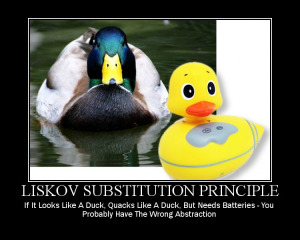 LISKOV SUBSTITUTION PRINCIPLE
If It Looks Like A Duck, Quacks Like A Duck, But Needs Batteries - You
Probably Have The Wrong Abstraction